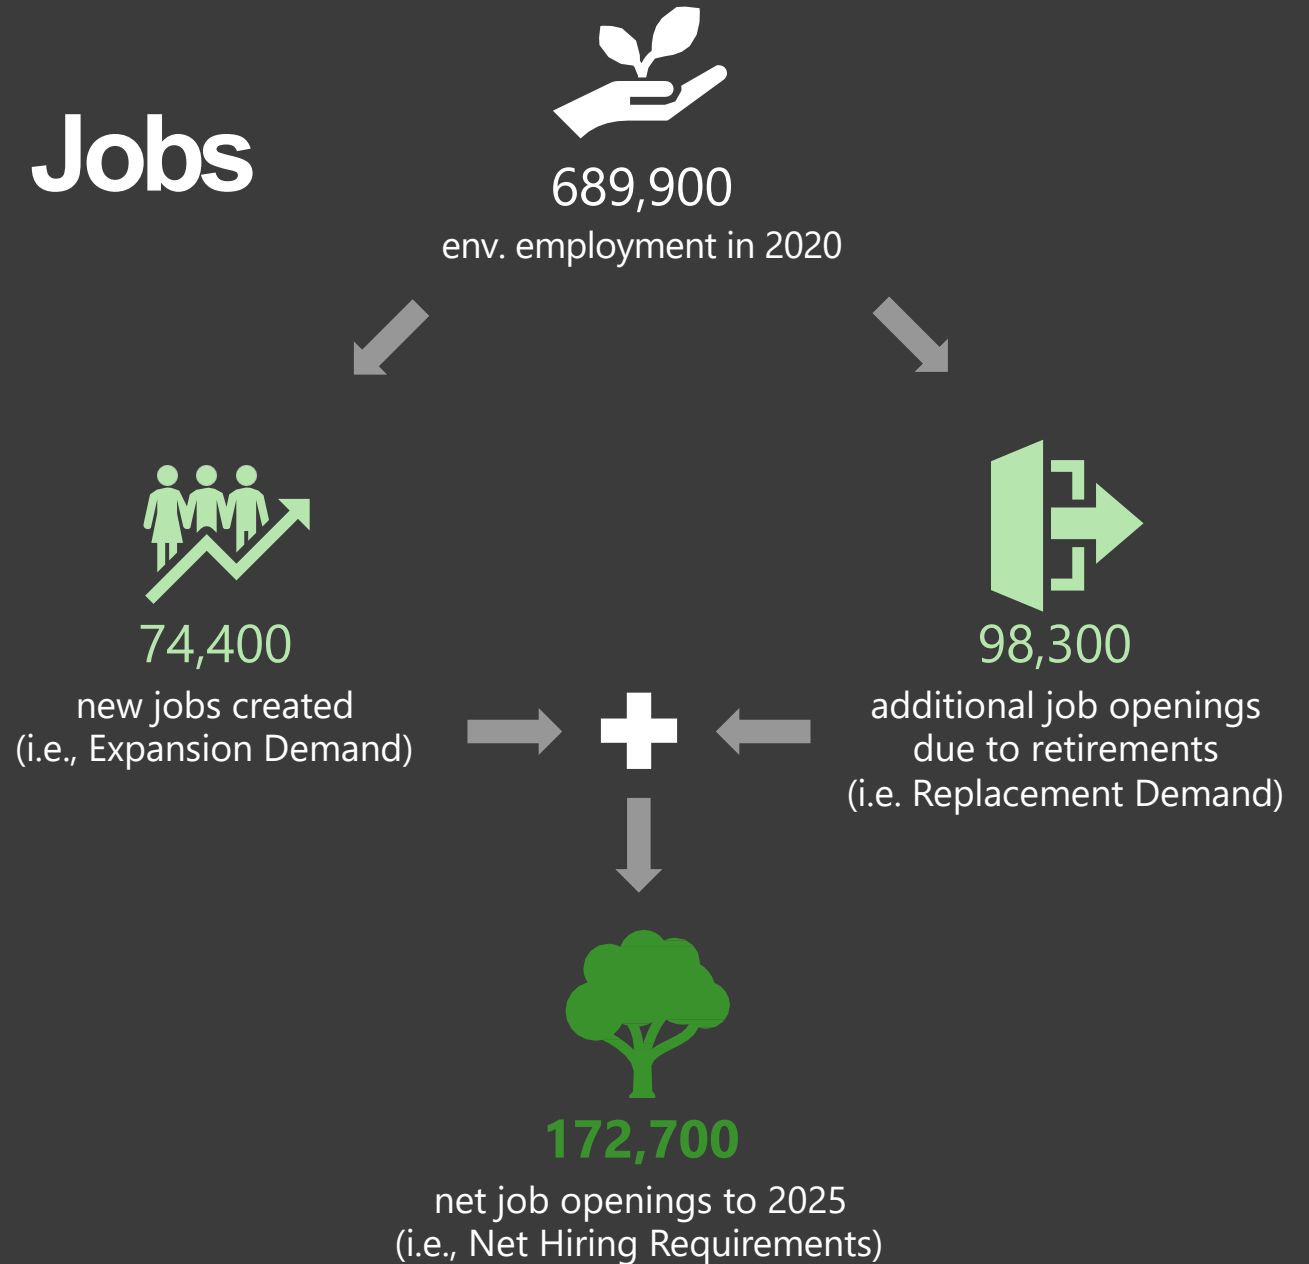 Jobs
689,900
env. employment in 2020
74,400
new jobs created
(i.e., Expansion Demand)
98,300
additional job openings
due to retirements
(i.e. Replacement Demand)
172,700
net job openings to 2025
(i.e., Net Hiring Requirements)